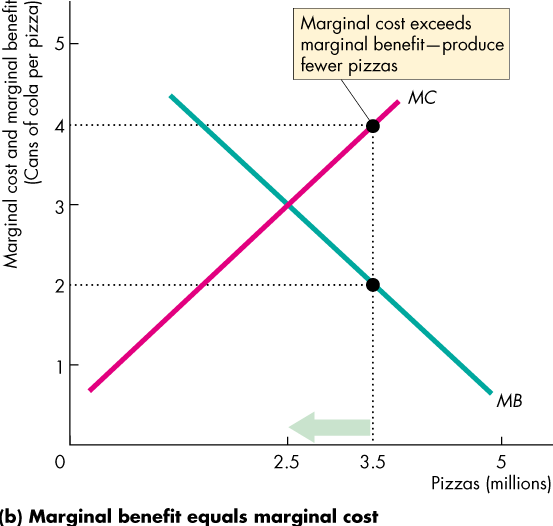 Marginal cost and marginal benefit
(Cans of cola per pizza)
Marginal cost exceeds
marginal benefit—produce
fewer pizzas
MC
5
4
3
2
1
MB
0
2.5
3.5
5
Pizzas (millions)
(b) Marginal benefit equals marginal cost